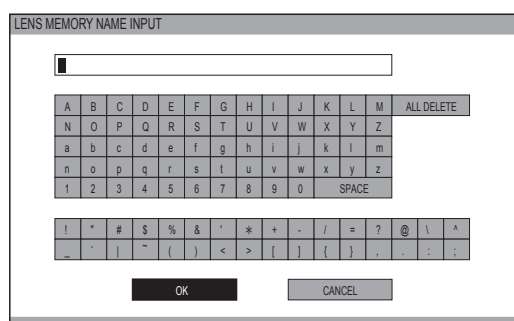 LENS MEMORY NAME INPUT
A B C D E F G H I J K L M ALL DELETE
N O P Q R S T U V W X Y Z
a b c d e f g h i j k l m
n o p q r s t u v w x y z
1 2 3 4 5 6 7 8 9 0 SPACE
! " # $ % & ' * + - / = ? @ \ ^
_ ` | ~ ( ) < > [ ] { } , . : ;
OK CANCEL